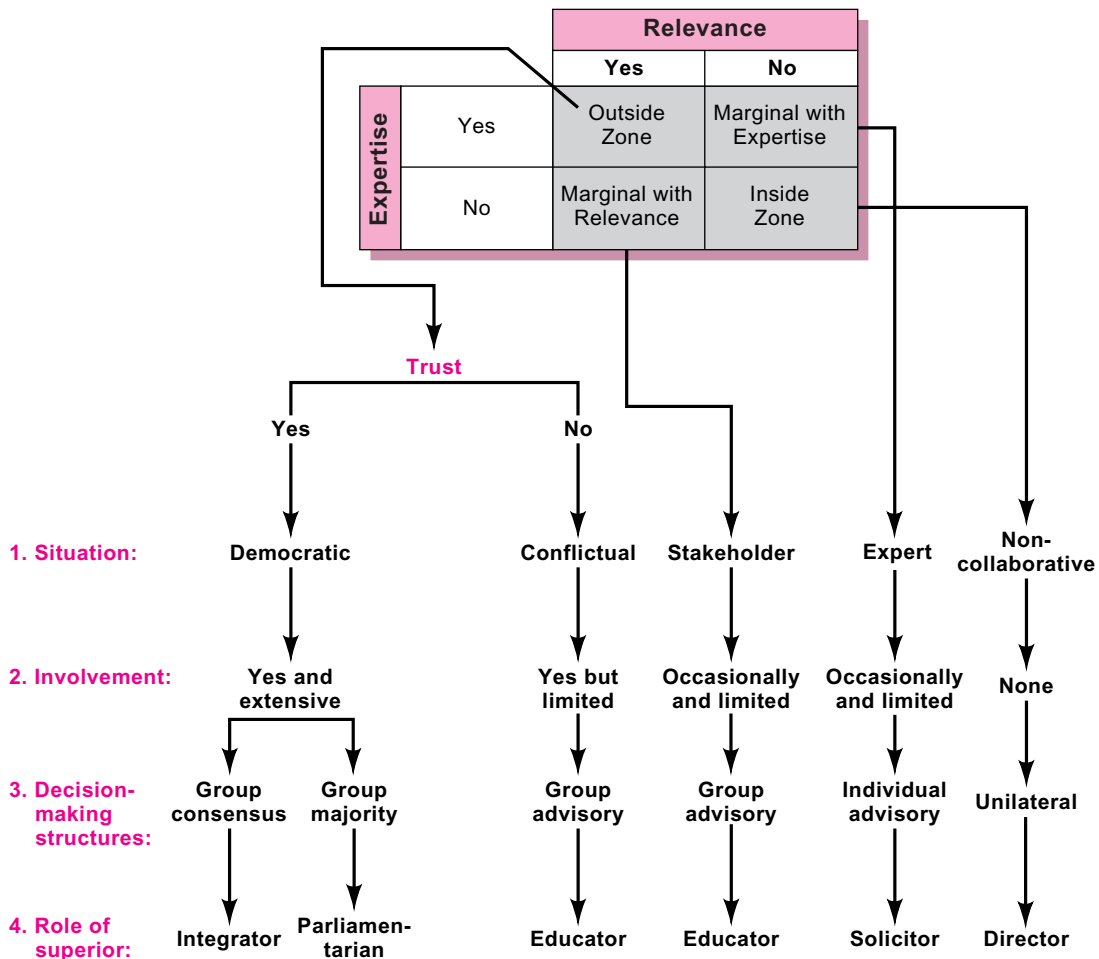 Relevance
Yes
No
Expertise
Yes
Outside
Zone
Marginal with
Expertise
No
Marginal with
Relevance
Inside
Zone
Trust
Yes
No
1. Situation:
Democratic
Conflictual
Stakeholder
Expert
Non-
collaborative
2. Involvement:
Yes and
extensive
Yes but
limited
Occasionally
and limited
Occasionally
and limited
None
3. Decision-
making
structures:
Group
consensus
Group
majority
Group
advisory
Group
advisory
Individual
advisory
Unilateral
4. Role of
superior:
Integrator
Parliamen-
tarian
Educator
Educator
Solicitor
Director